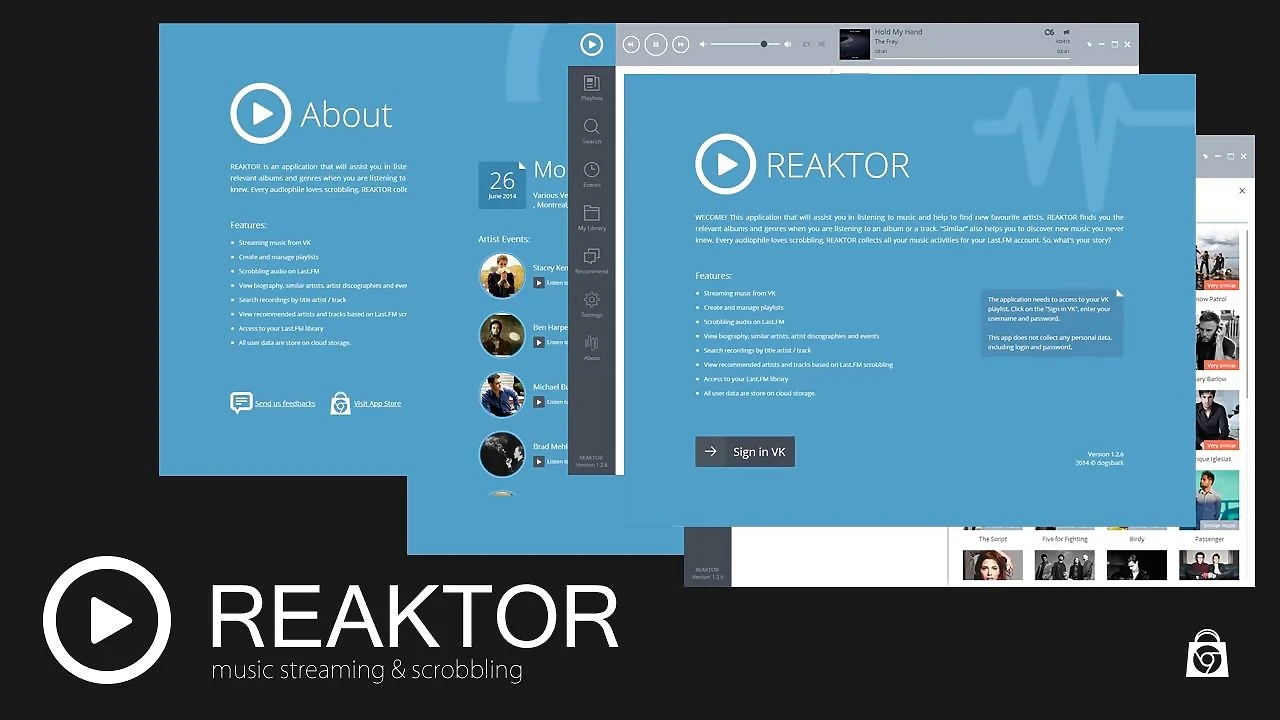 About
REAKTOR is an application that will assist you in liste
relevant albums and genres when you are listening to
knew. Every audiophile loves scrobbling. REAKTOR colle
Features:
Streaming music from VK
Create and manage playlists
Scrobbling audio on Last.FM
View biography, similar artists, artist discographies and ever
Search recordings by title artist / track
View recommended artists and tracks based on Last.FM scr
Access to your Last.FM library
All user data are store on cloud storage.
Send us feedbacks
Visit App Store
26
June 2014
Mo
Various Ve
, Montreal,
Artist Events:
Stacey Ken
Listen to
Ben Harpe
Listen to
Michael Bu
Listen to
Brad Mehl
Listen to
Playlists
Search
Events
My Library
Recommend
Settings
About
REAKTOR
Version 1.2.6
Hold My Hand
The Fray
03:41
03:41
REAKTOR
WECOME! This application that will assist you in listening to music and help to find new favourite artists. REAKTOR finds you the
relevant albums and genres when you are listening to an album or a track. "Similar" also helps you to discover new music you never
knew. Every audiophile loves scrobbling, REAKTOR collects all your music activities for your Last.FM account. So, what's your story?
Features:
Streaming music from VK
Create and manage playlists
Scrobbling audio on Last.FM
View biography, similar artists, artist discographies and events
Search recordings by title artist / track
View recommended artists and tracks based on Last.FM scrobbling
Access to your Last.FM library
All user data are store on cloud storage.
The application needs to access to your VK
playlist. Click on the "Sign in VK", enter your
username and password.
This app does not collect any personal data,
including login and password.
Sign in VK
Version 1.2.6
2014 © dogsbark
Very similar
now Patrol
Very similar
ary Barlow
Very similar
rique Iglesias
Similar music
The Script
Five for Fighting
Birdy
Passenger
REAKTOR
Version 1.2.6
REAKTOR
music streaming & scrobbling